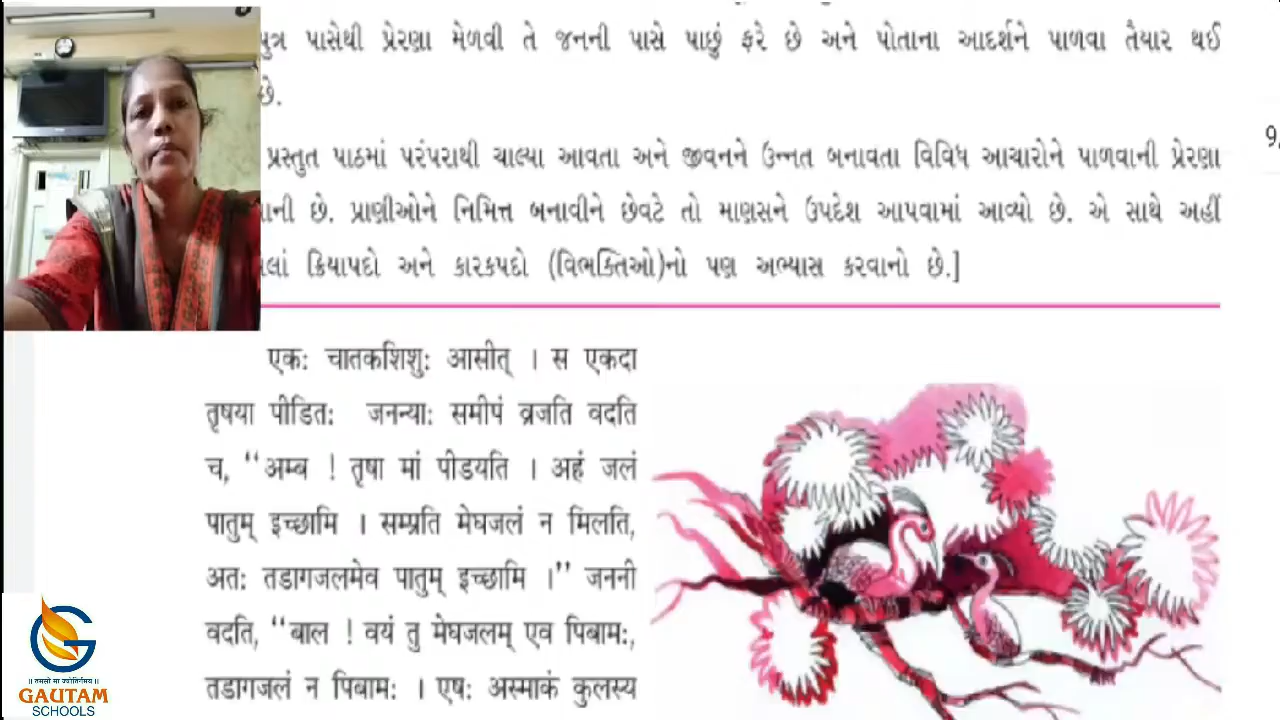 પુત્ર પાસેથી પ્રેરણા મેળવી તે જનની પાસે પાછું ફરે છે અને પોતાના આદર્શને પાળવા તૈયાર થઈ
છે.
પ્રસ્તુત પાઠમાં પરંપરાથી ચાલ્યા આવતા અને જીવનને ઉન્નત બનાવતા વિવિધ આચારોને પાળવાની પ્રેરણા
છે. પ્રાણીઓને નિમિત્ત બનાવીને છેવટે તો માણસને ઉપદેશ આપવામાં આવ્યો છે. એ સાથે અહીં
ક્રિયાપદો અને કારકપદો (વિભક્તિઓ)નો પણ અભ્યાસ કરવાનો છે.]
9,
एकः चातकशिशुः आसीत् । स एकदा
तृषया पीडितः जनन्याः समीपं व्रजति वदति
च, “अम्ब ! तृषा मां पीडयति । अहं जलं
पातुम् इच्छामि । सम्प्रति मेघजलं न मिलति,
अतः तडागजलमेव पातुम् इच्छामि ।” जननी
वदति, “बाल ! वयं तु मेघजलम् एव पिबामः,
तडागजलं न पिबामः । एषः अस्माकं कुलस्य
॥ तमसो मा ज्योतिर्गमय ॥
GAUTAM
SCHOOLS